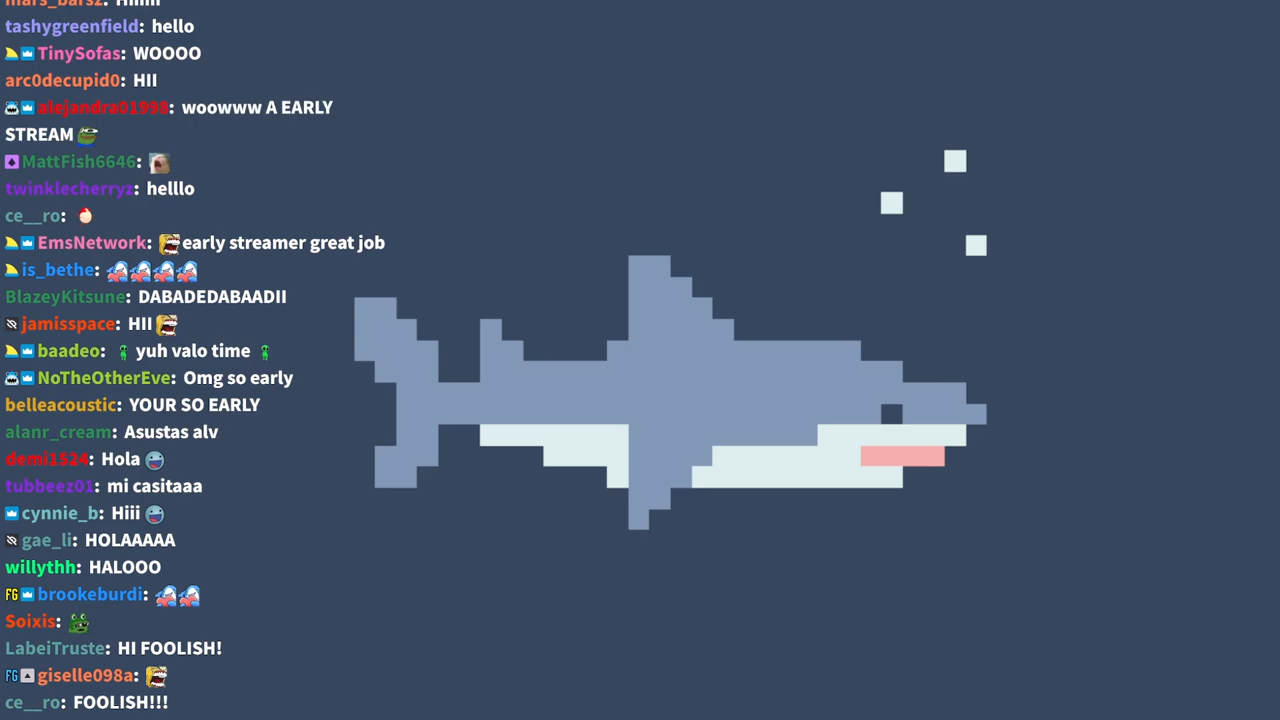 mars_bars2: Hiiiii
tashygreenfield: hello
TinySofas: WOOOO
arc0decupid0: HII
alejandra01998: woowww A EARLY
STREAM
MattFish6646:
twinklecherryz: helllo
ce__ro:
EmsNetwork: early streamer great job
is_bethe:
BlazeyKitsune: DABADEDABAADII
jamisspace: HII
baadeo: yuh valo time
NoTheOtherEve: Omg so early
belleacoustic: YOUR SO EARLY
alanr_cream: Asustas alv
demi1524: Hola
tubbeez01: mi casitaaa
cynnie_b: Hiii
gae_li: HOLAAAAA
willythh: HALOOO
FG brookeburdi:
Soixis:
LabeiTruste: HI FOOLISH!
FG giselle098a:
ce__ro: FOOLISH!!!